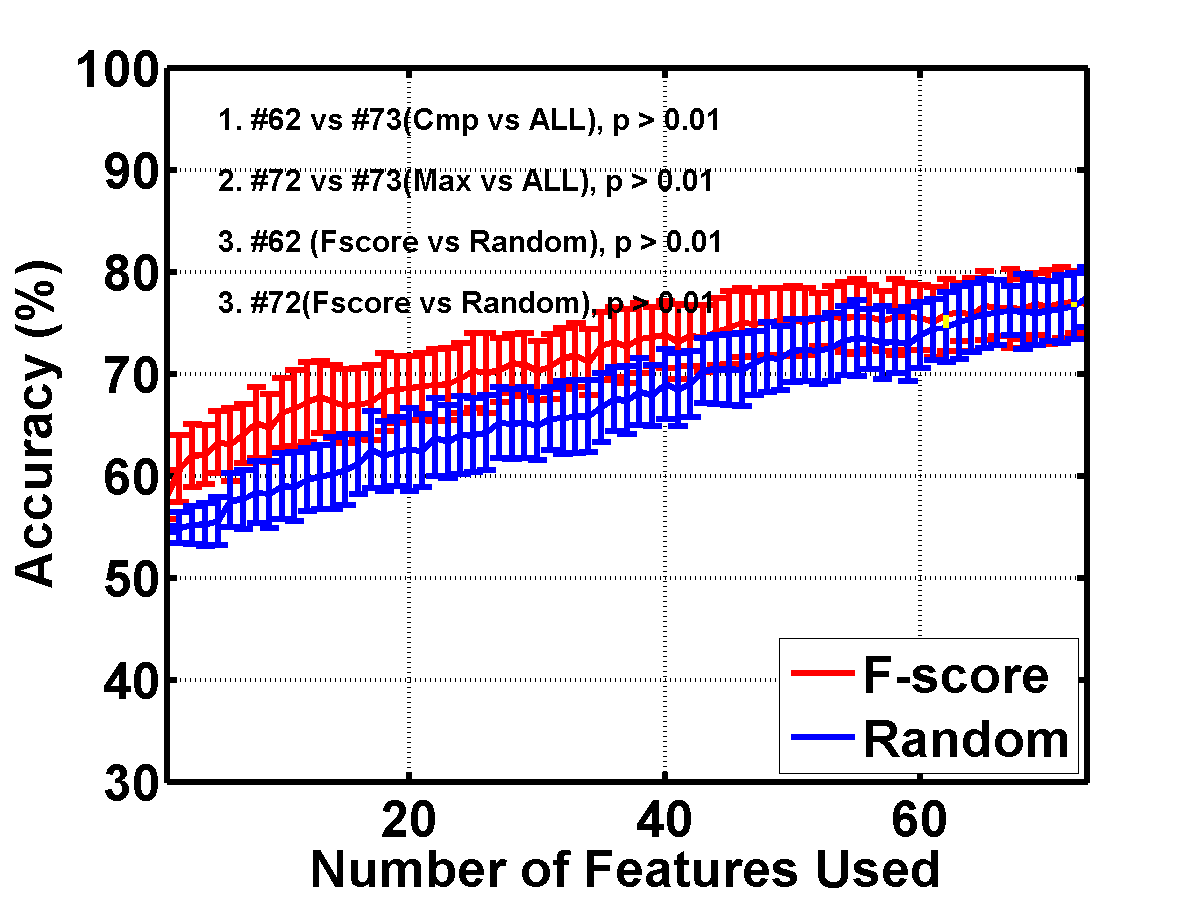 100
1. #62 vs #73(Cmp vs ALL), p > 0.01
90
2. #72 vs #73(Max vs ALL), p > 0.01
3. #62 (Fscore vs Random), p > 0.01
80
3. #72(Fscore vs Random), p > 0.01
70
60
50
40
30
Accuracy (%)
F-score
Random
20 40 60
Number of Features Used